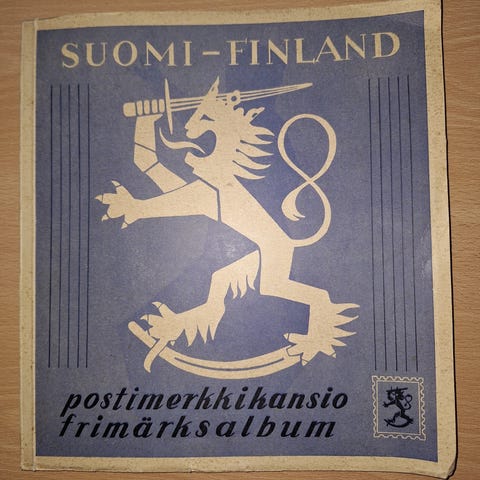 SUOMI–FINLAND
postimerkkikansio
frimärksalbum